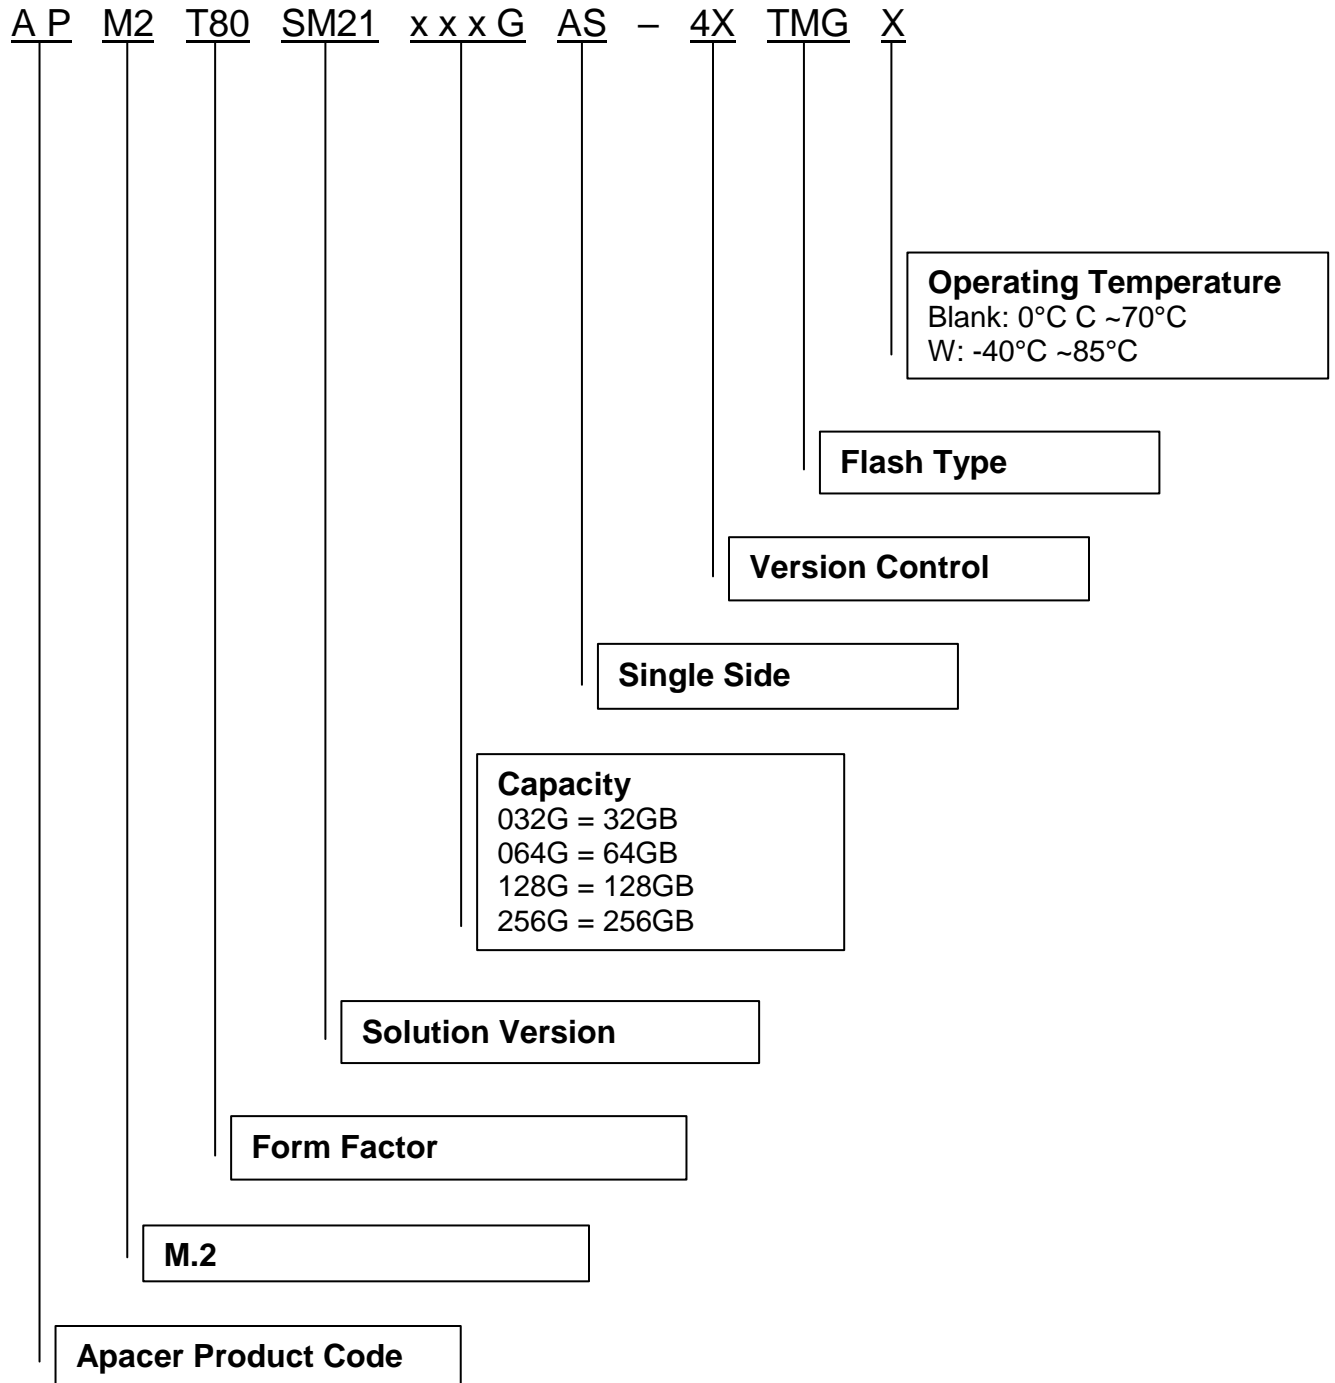 A P M2 T80 SM21 x x x G AS – 4X TMG X
Operating Temperature
Blank: 0°C C ~70°C
W: -40°C ~85°C
Flash Type
Version Control
Single Side
Capacity
032G = 32GB
064G = 64GB
128G = 128GB
256G = 256GB
Solution Version
Form Factor
M.2
Apacer Product Code